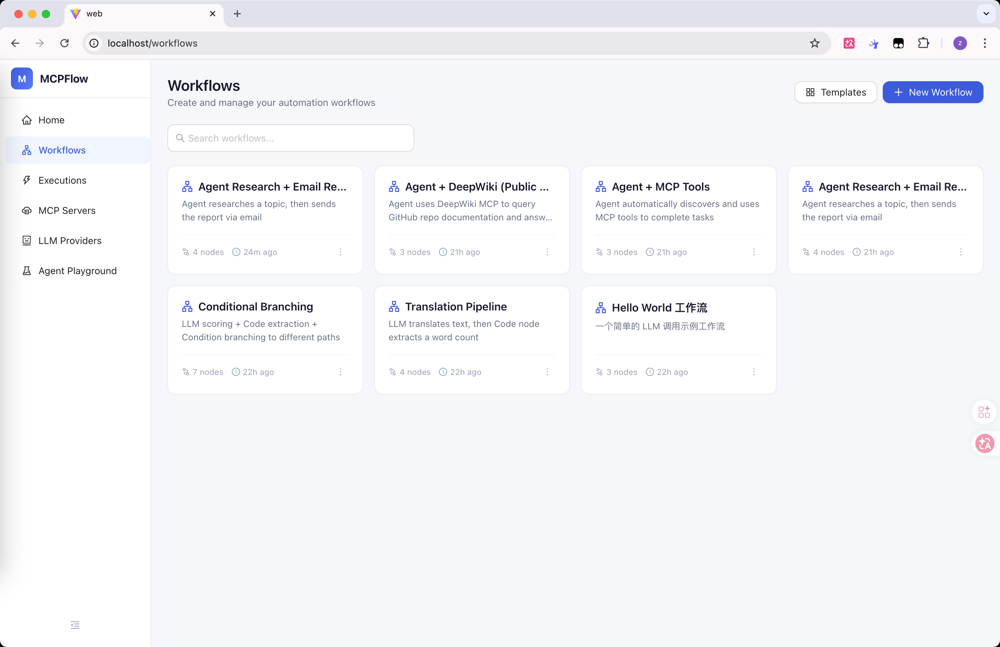 web
localhost/workflows
z
M
MCPFlow
Home
Workflows
Executions
MCP Servers
LLM Providers
Agent Playground
Workflows
Create and manage your automation workflows
Templates
New Workflow
Search workflows...
Agent Research + Email Re...
Agent researches a topic, then sends
the report via email
4 nodes 24m ago
Agent + DeepWiki (Public ...
Agent uses DeepWiki MCP to query
GitHub repo documentation and answ...
3 nodes 21h ago
Agent + MCP Tools
Agent automatically discovers and uses
MCP tools to complete tasks
3 nodes 21h ago
Agent Research + Email Re...
Agent researches a topic, then sends
the report via email
4 nodes 21h ago
Conditional Branching
LLM scoring + Code extraction +
Condition branching to different paths
7 nodes 22h ago
Translation Pipeline
LLM translates text, then Code node
extracts a word count
4 nodes 22h ago
Hello World 工作流
一个简单的 LLM 调用示例工作流
3 nodes 22h ago